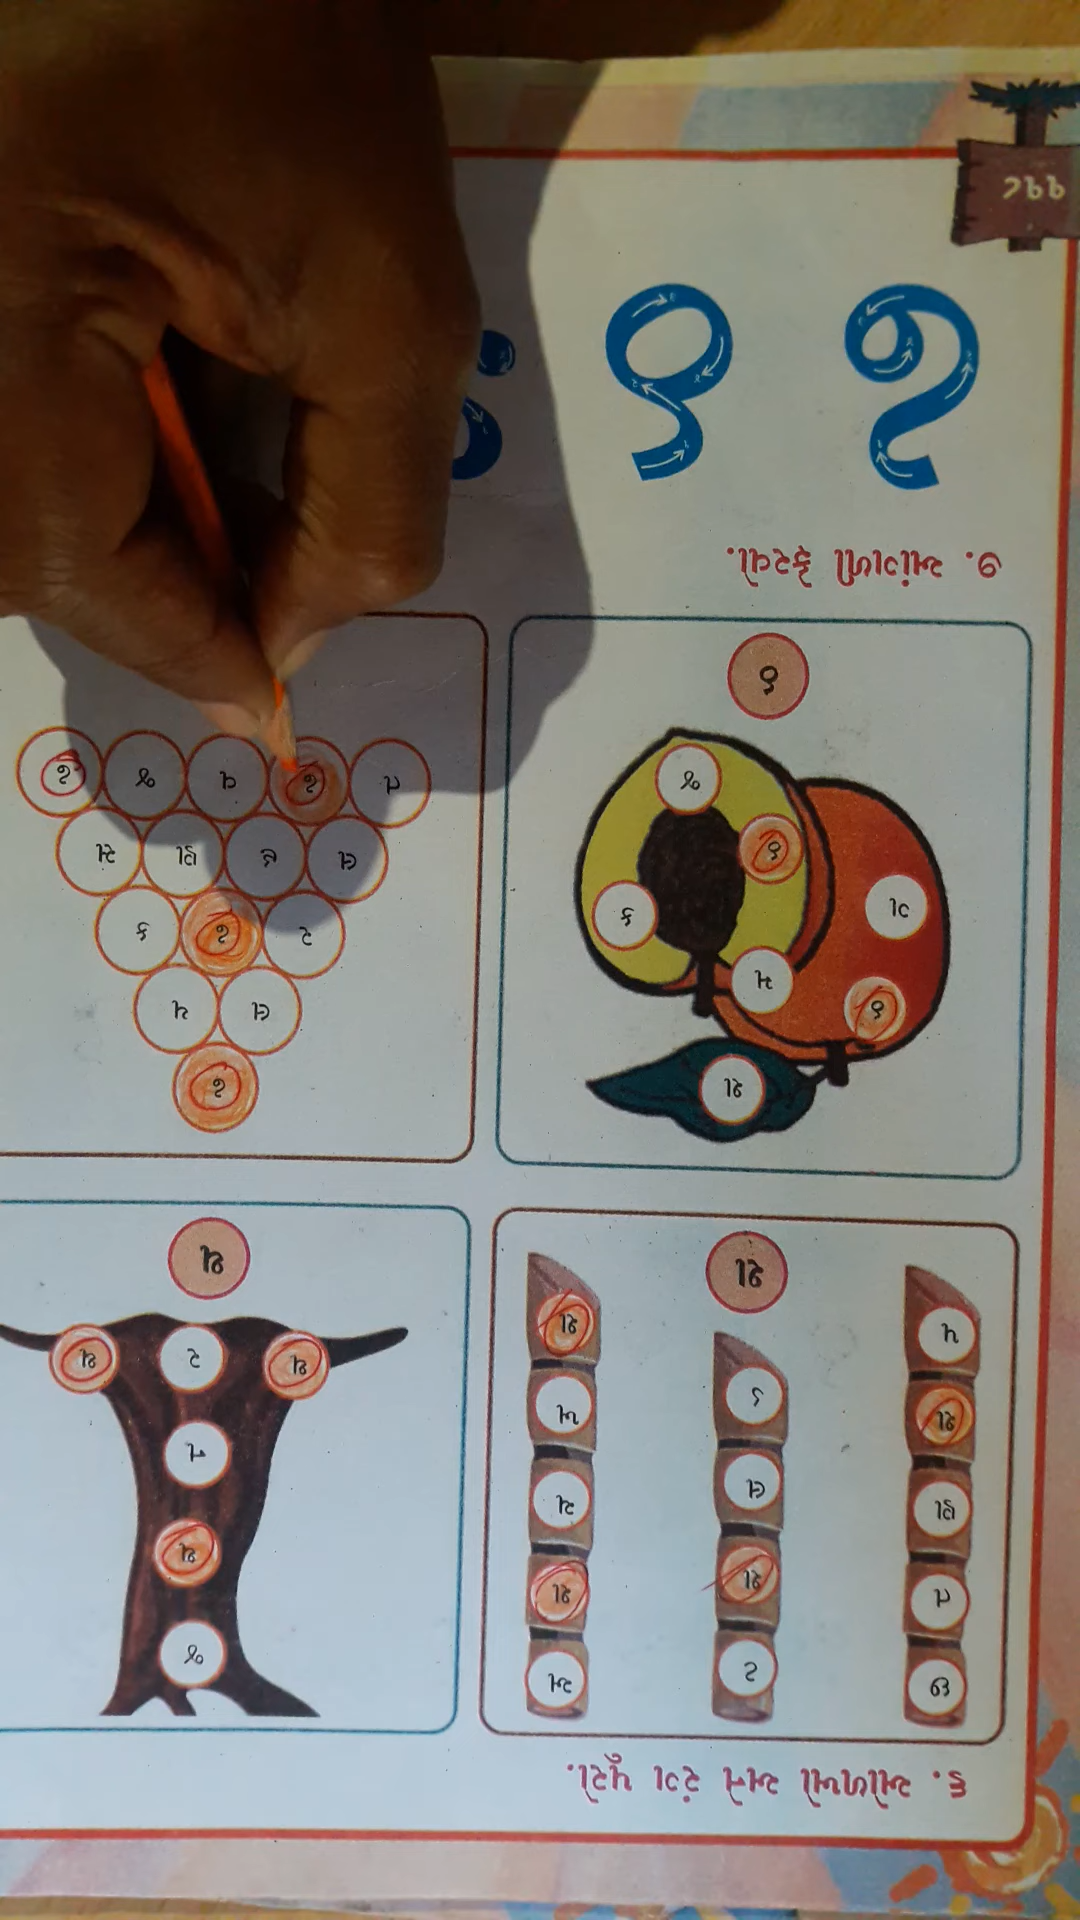 ૬. ઓળખો અને રંગ પૂરો.
છ ટ અ
ત શ શ
ણ લ ય
શ ડ ખ
પ શ
શ
જ
થ
ન
થ ર થ
થ
શ
ઠ મ
ગ ક
ઠ
જ
ઠ
ઢ
લ પ
ટ ઢ ક
લ હ ણ સ
ત ઢ વ જ ઢ
૭. આંગળી ફેરવો.
ઢ ઠ
૧૧૮